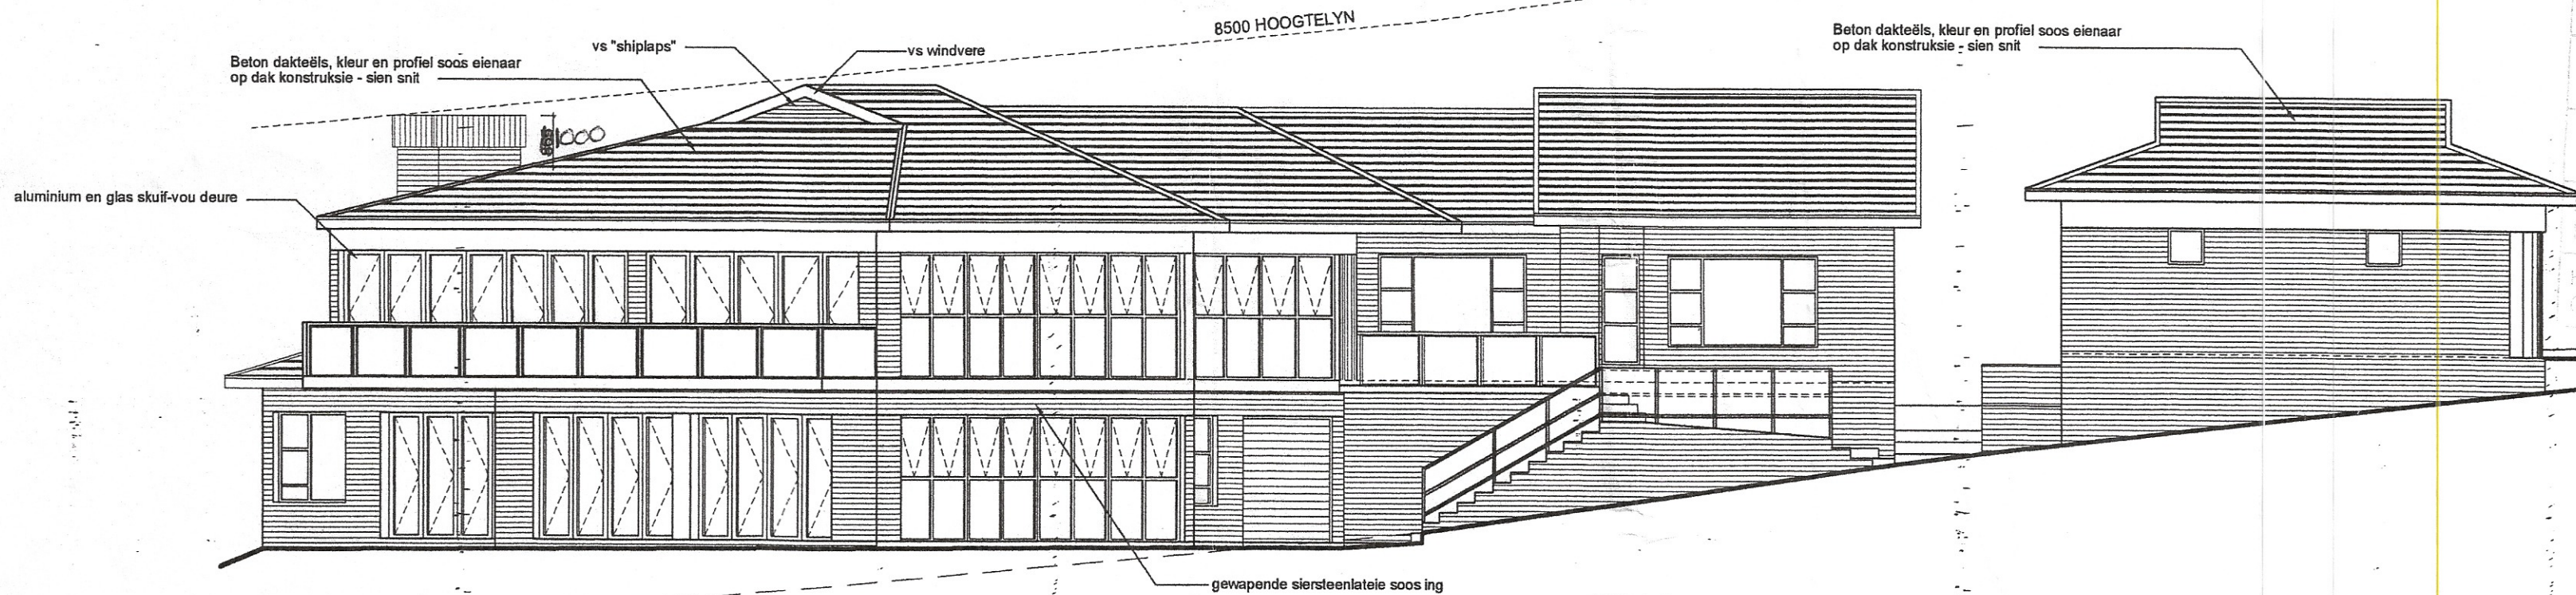 8500 HOOGTELYN
Beton dakteëls, kleur en profiel soos eienaar
op dak konstruksie - sien snit
vs "shiplaps"
vs windvere
Beton dakteëls, kleur en profiel soos eienaar
op dak konstruksie - sien snit
1000
aluminium en glas skuif-vou deure
gewapende siersteenlateie soos ing